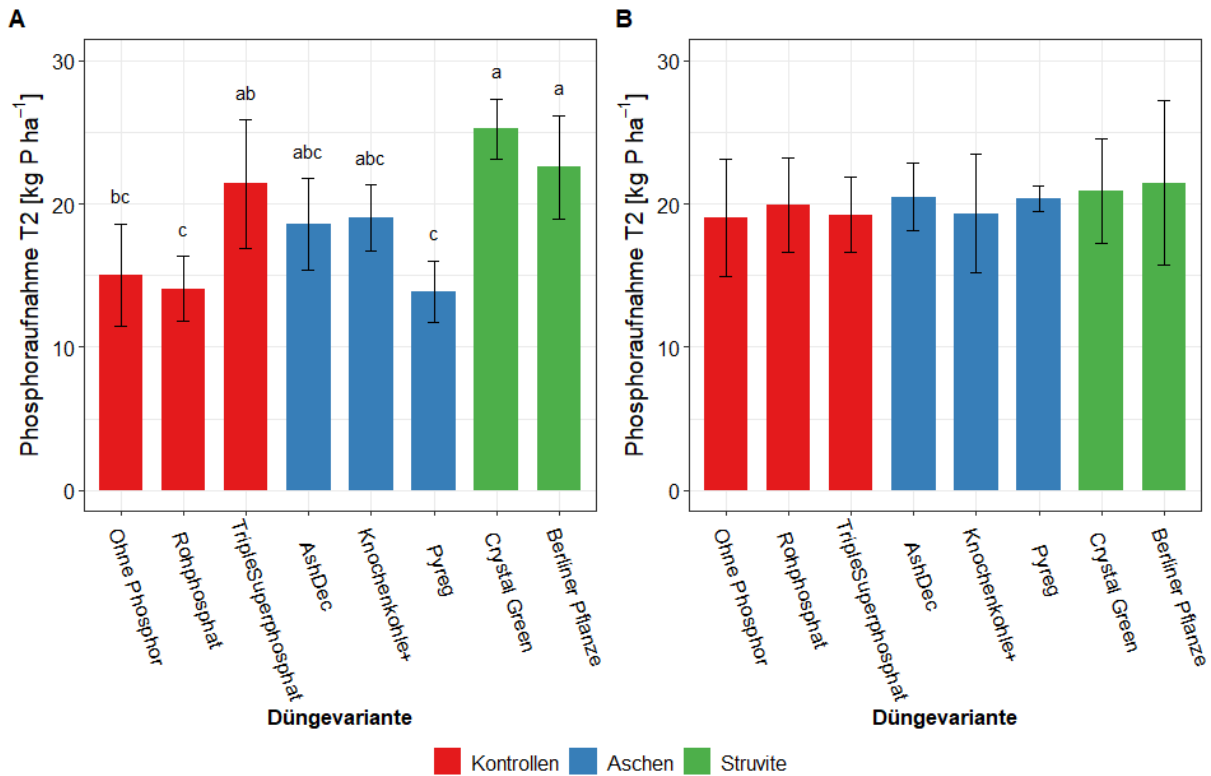 A
Phosphoraufnahme T2 [kg P ha⁻¹]
30
20
10
0
bc
c
ab
abc
abc
c
a
a
Ohne Phosphor
Rohphosphat
TripleSuperphosphat
AshDec
Knochenkohle+
Pyreg
Crystal Green
Berliner Pflanze
Düngevariante
B
Phosphoraufnahme T2 [kg P ha⁻¹]
30
20
10
0
Ohne Phosphor
Rohphosphat
TripleSuperphosphat
AshDec
Knochenkohle+
Pyreg
Crystal Green
Berliner Pflanze
Düngevariante
Kontrollen Aschen Struvite